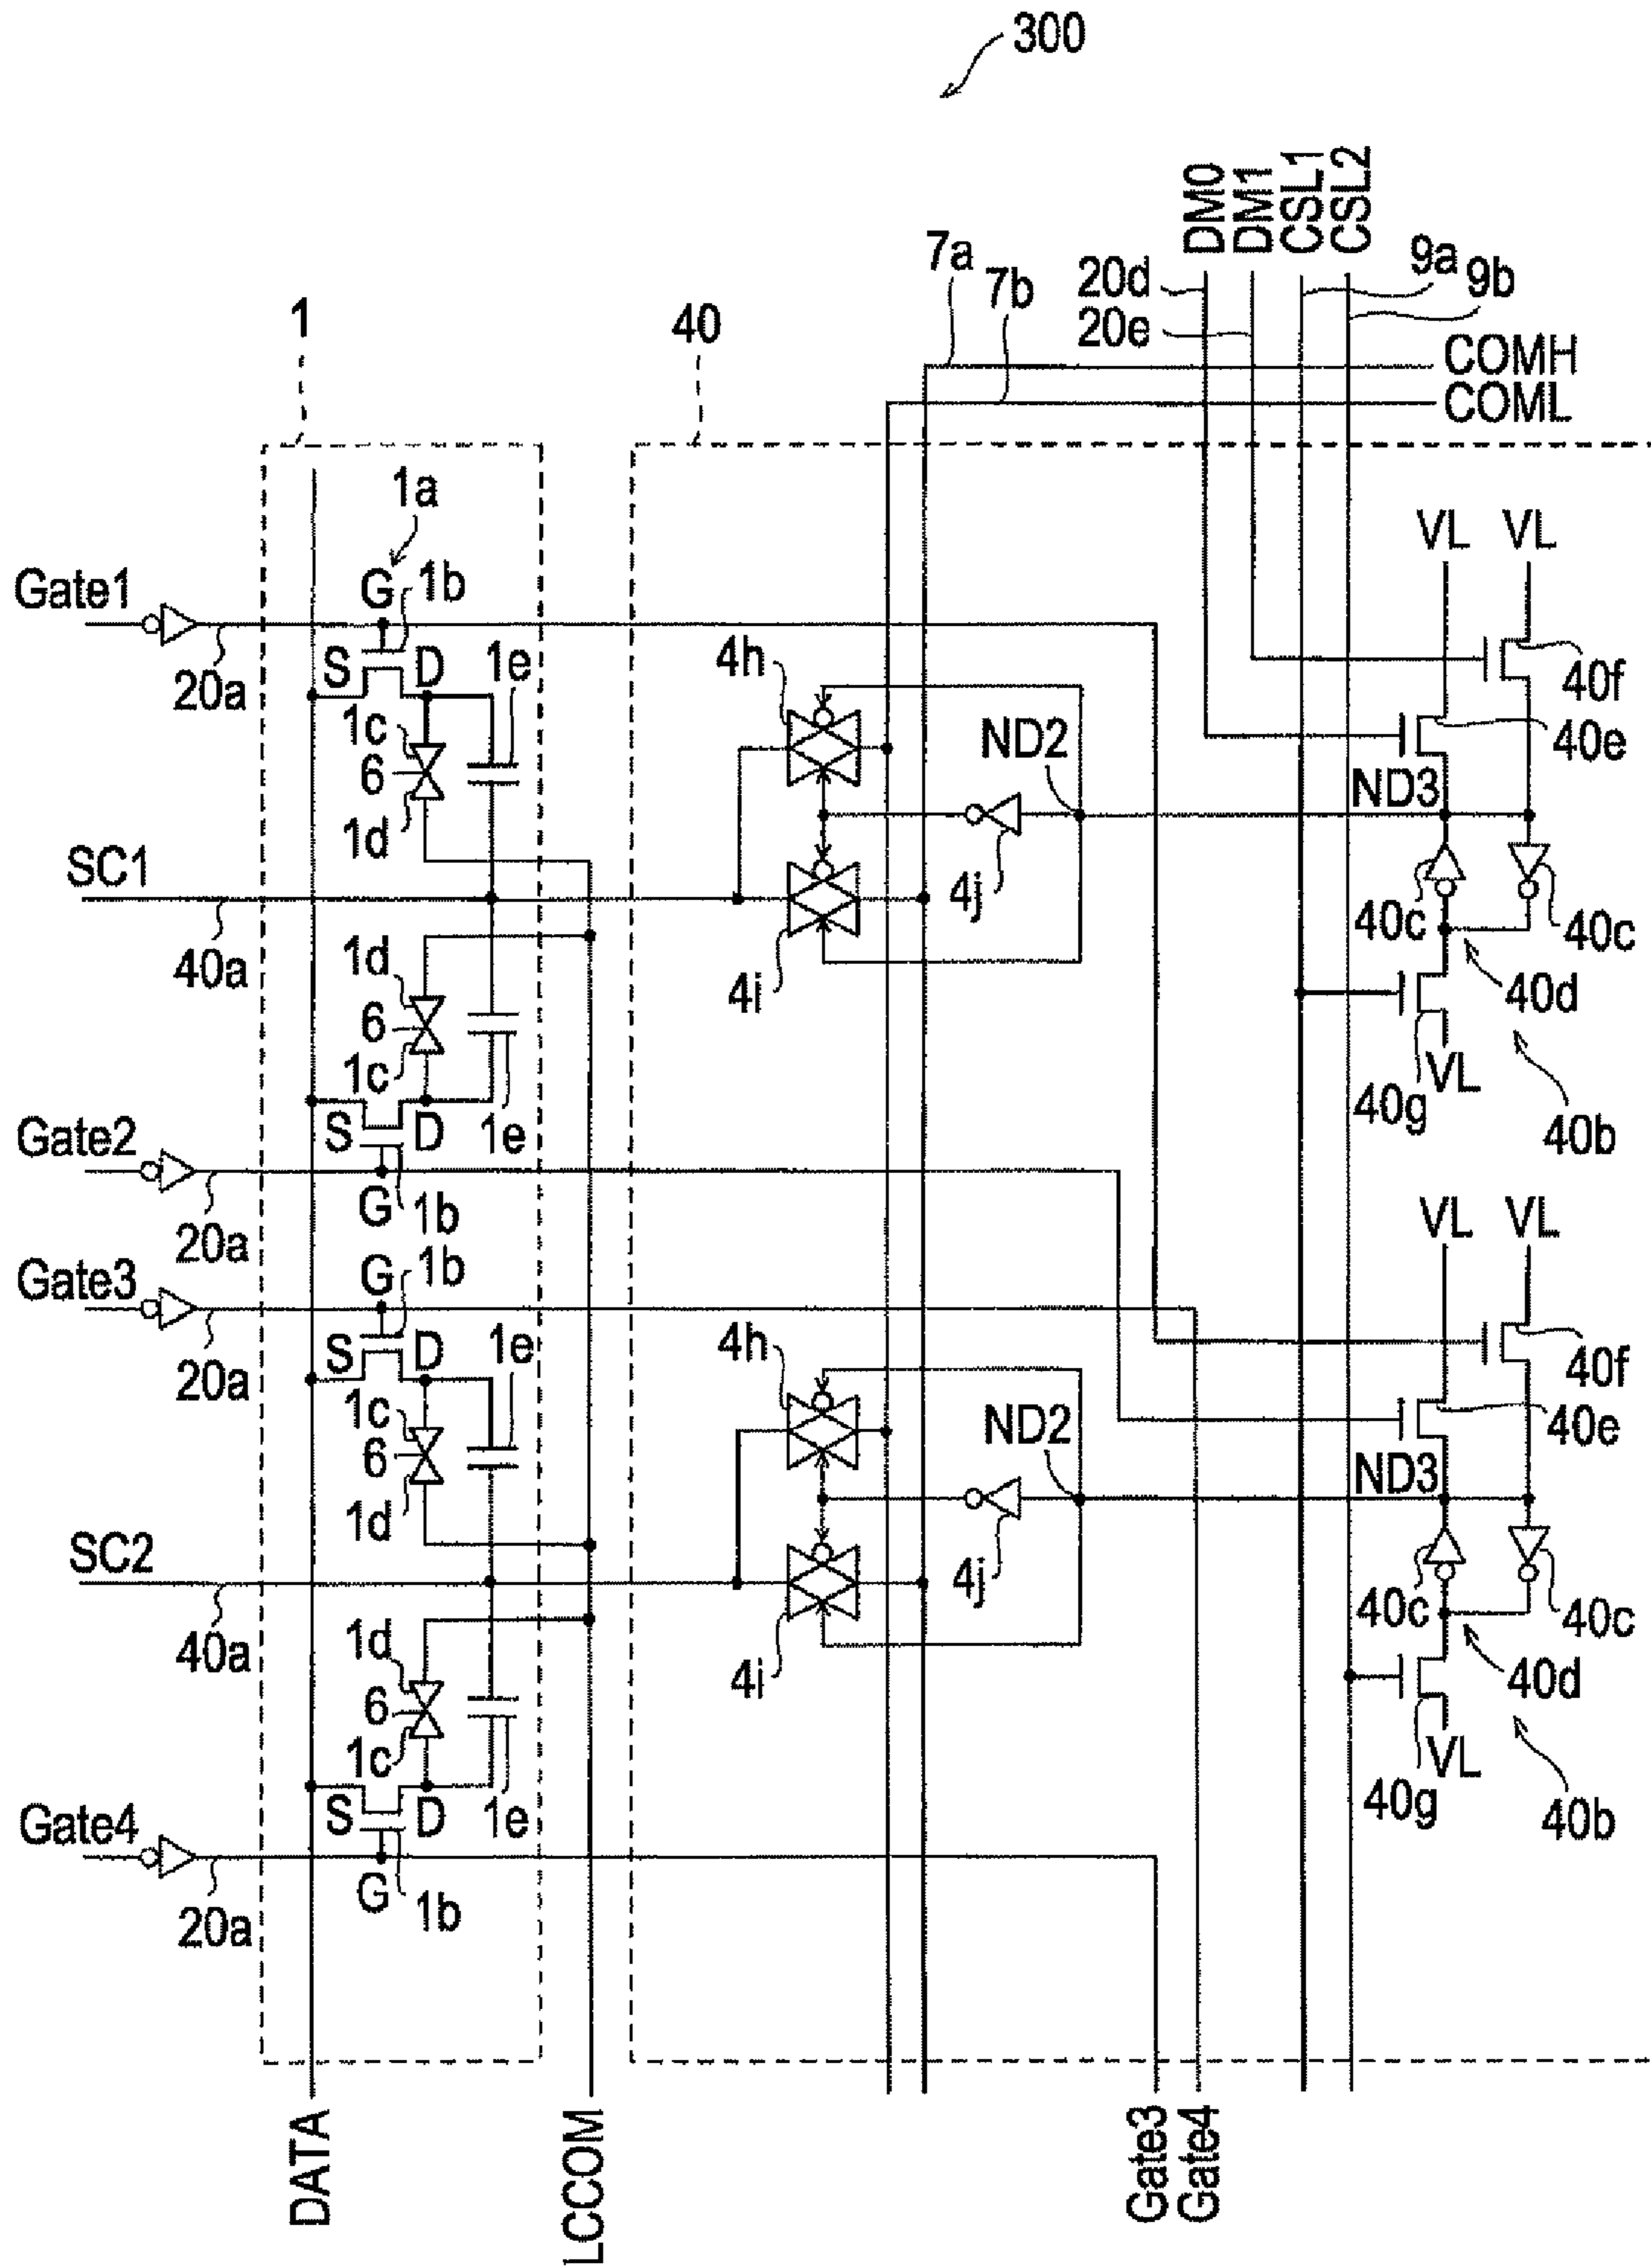 300
DM0
DM1
CSL1
CSL2
7a
7b
20d
20e
9a
9b
1
40
COMH
COML
1a
VL VL
Gate1
G 1b
20a
S D 1e
4h
40f
1c
6
1d
ND2
40e
ND3
SC1
40a
4j
40c
40c
1d
6
1c
4i
40d
VL
40g
40b
S D 1e
Gate2
20a
G 1b
VL VL
Gate3
G 1b
20a
S D 1e
4h
40f
1c
6
1d
ND2
40e
ND3
SC2
40a
4j
40c
40c
1d
6
1c
4i
40d
VL
40g
40b
S D 1e
Gate4
20a
G 1b
DATA
LCCOM
Gate3
Gate4